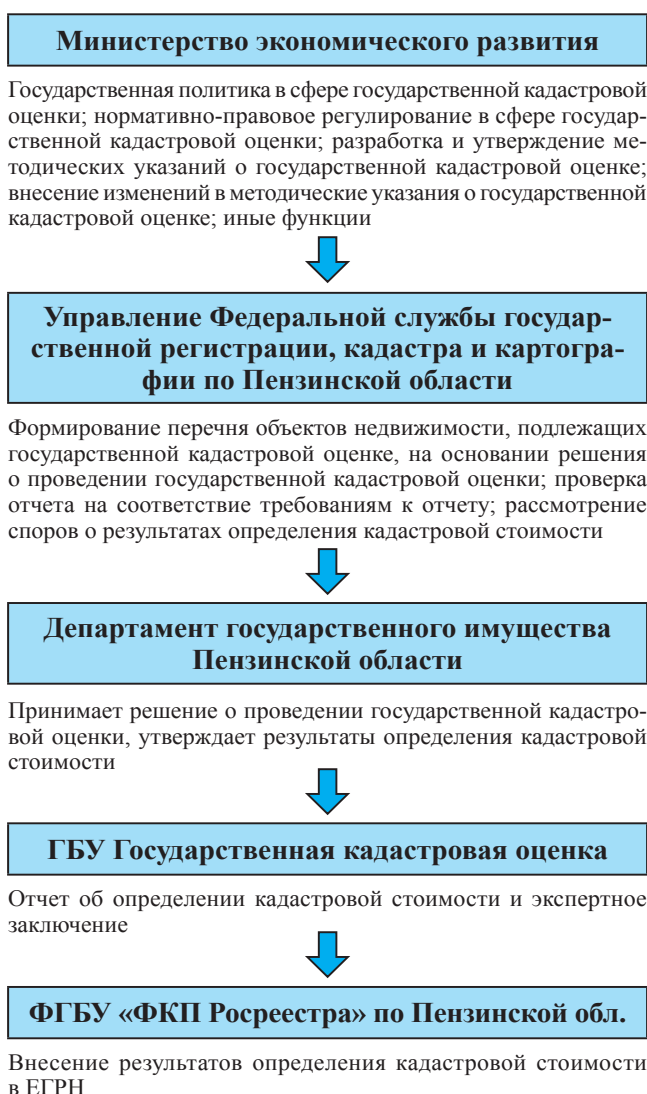 Министерство экономического развития
Государственная политика в сфере государственной кадастровой
оценки; нормативно-правовое регулирование в сфере государ-
ственной кадастровой оценки; разработка и утверждение ме-
тодических указаний о государственной кадастровой оценке;
внесение изменений в методические указания о государственной
кадастровой оценке; иные функции
Управление Федеральной службы государ-
ственной регистрации, кадастра и картогра-
фии по Пензинской области
Формирование перечня объектов недвижимости, подлежащих
государственной кадастровой оценке, на основании решения
о проведении государственной кадастровой оценки; проверка
отчета на соответствие требованиям к отчету; рассмотрение
споров о результатах определения кадастровой стоимости
Департамент государственного имущества
Пензинской области
Принимает решение о проведении государственной кадастро-
вой оценки, утверждает результаты определения кадастровой
стоимости
ГБУ Государственная кадастровая оценка
Отчет об определении кадастровой стоимости и экспертное
заключение
ФГБУ «ФКП Росреестра» по Пензинской обл.
Внесение результатов определения кадастровой стоимости
в ЕГРН